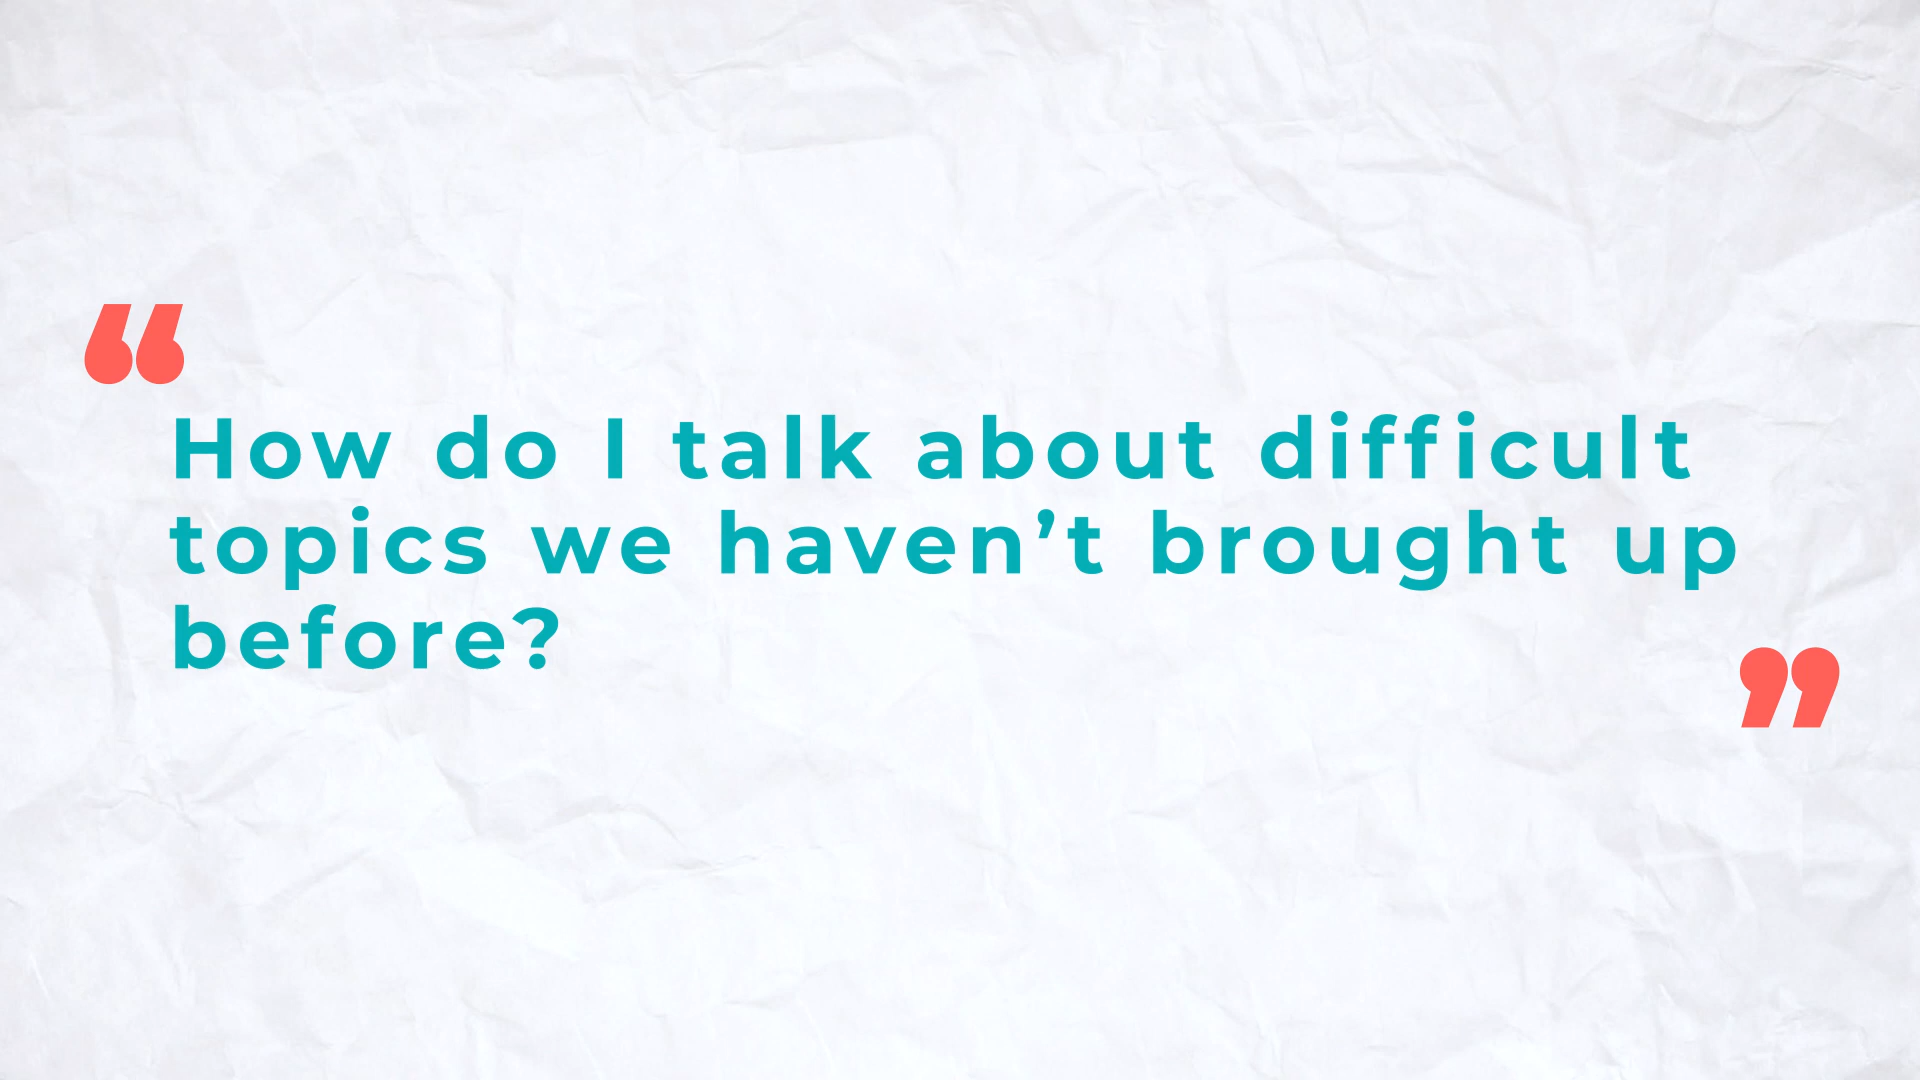 “
How do I talk about difficult
topics we haven’t brought up
before?
”